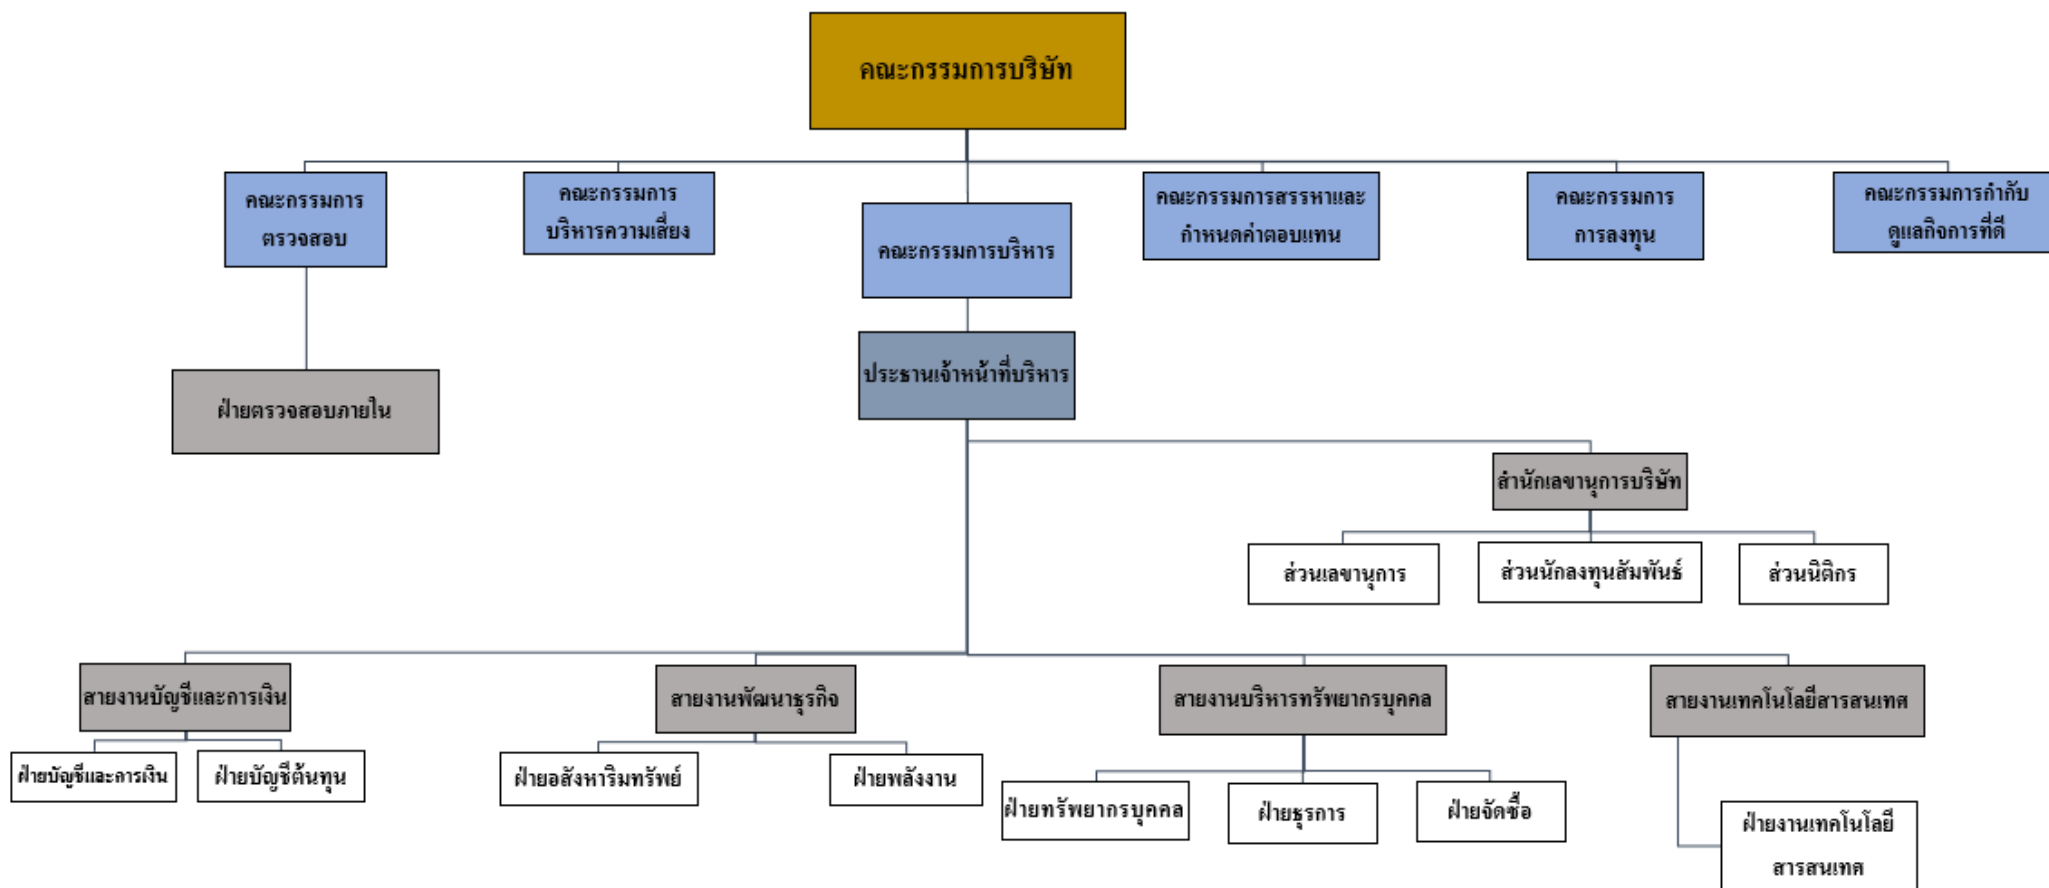 คณะกรรมการบริษัท
คณะกรรมการ
ตรวจสอบ
คณะกรรมการ
บริหารความเสี่ยง
คณะกรรมการบริหาร
คณะกรรมการสรรหาและ
กำหนดค่าตอบแทน
คณะกรรมการ
การลงทุน
คณะกรรมการกำกับ
ดูแลกิจการที่ดี
ประธานเจ้าหน้าที่บริหาร
ฝ่ายตรวจสอบภายใน
สำนักเลขานุการบริษัท
ส่วนเลขานุการ
ส่วนนักลงทุนสัมพันธ์
ส่วนนิติกร
สายงานบัญชีและการเงิน
สายงานพัฒนาธุรกิจ
สายงานบริหารทรัพยากรบุคคล
สายงานเทคโนโลยีสารสนเทศ
ฝ่ายบัญชีและการเงิน
ฝ่ายบัญชีต้นทุน
ฝ่ายอสังหาริมทรัพย์
ฝ่ายพลังงาน
ฝ่ายทรัพยากรบุคคล
ฝ่ายธุรการ
ฝ่ายจัดซื้อ
ฝ่ายงานเทคโนโลยี
สารสนเทศ